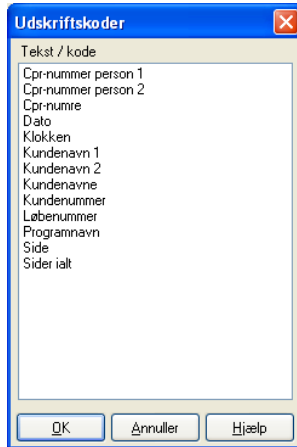 Udskriftskoder
Tekst / kode
Cpr-nummer person 1
Cpr-nummer person 2
Cpr-numre
Dato
Klokken
Kundenavn 1
Kundenavn 2
Kundenavne
Kundenummer
Løbenummer
Programnavn
Side
Sider ialt
OK Annuller Hjælp